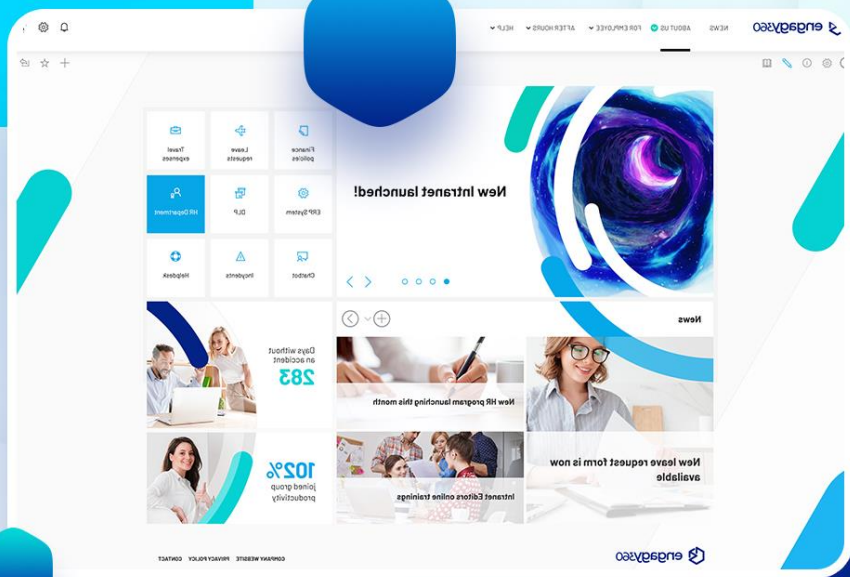 engagy360
NEWS
ABOUTH US
FOR EMPLOYEE
AFTER HOURS
HELP
New Intranet launched!
Finance
policies
Leave
requests
Travel
expenses
ERP System
DLP
HR Department
Chatbot
Incydents
Helpdesk
News
New leave request form is now
available
New HR program launching this month
Intranet Editors online trainings
Days without
an accident
283
102%
joined group
productivity
engagy360
COMPANY WEBSITE
PRIVACY POLICY
CONTACT